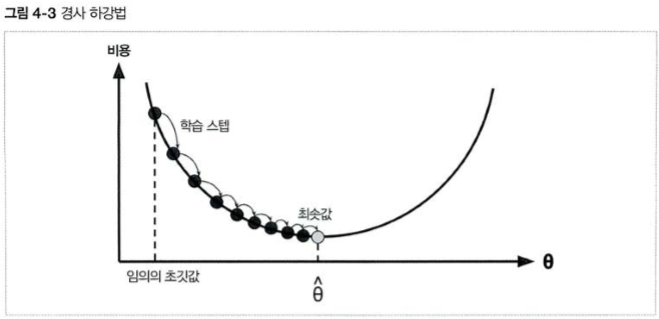 그림 4-3 경사 하강법
비용
학습 스텝
최솟값
θ
임의의 초깃값
θ̂